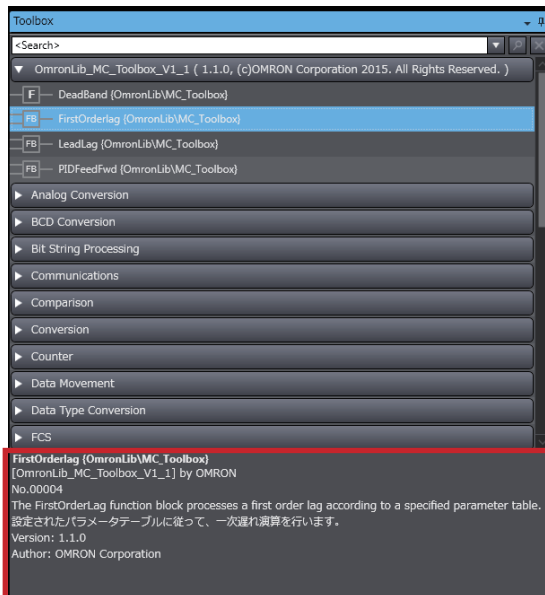 Toolbox
<Search>
OmronLib_MC_Toolbox_V1_1 ( 1.1.0, (c)OMRON Corporation 2015. All Rights Reserved. )
F DeadBand {OmronLib\MC_Toolbox}
FB FirstOrderlag {OmronLib\MC_Toolbox}
FB LeadLag {OmronLib\MC_Toolbox}
FB PIDFeedFwd {OmronLib\MC_Toolbox}
Analog Conversion
BCD Conversion
Bit String Processing
Communications
Comparison
Conversion
Counter
Data Movement
Data Type Conversion
FCS
FirstOrderlag {OmronLib\MC_Toolbox}
[OmronLib_MC_Toolbox_V1_1] by OMRON
No.00004
The FirstOrderLag function block processes a first order lag according to a specified parameter table.
設定されたパラメータテーブルに従って、一次遅れ演算を行います。
Version: 1.1.0
Author: OMRON Corporation